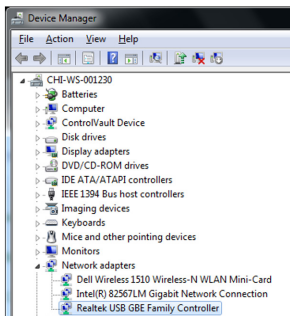 Device Manager
File Action View Help
CHI-WS-001230
Batteries
Computer
ControlVault Device
Disk drives
Display adapters
DVD/CD-ROM drives
IDE ATA/ATAPI controllers
IEEE 1394 Bus host controllers
Imaging devices
Keyboards
Mice and other pointing devices
Monitors
Network adapters
Dell Wireless 1510 Wireless-N WLAN Mini-Card
Intel(R) 82567LM Gigabit Network Connection
Realtek USB GBE Family Controller